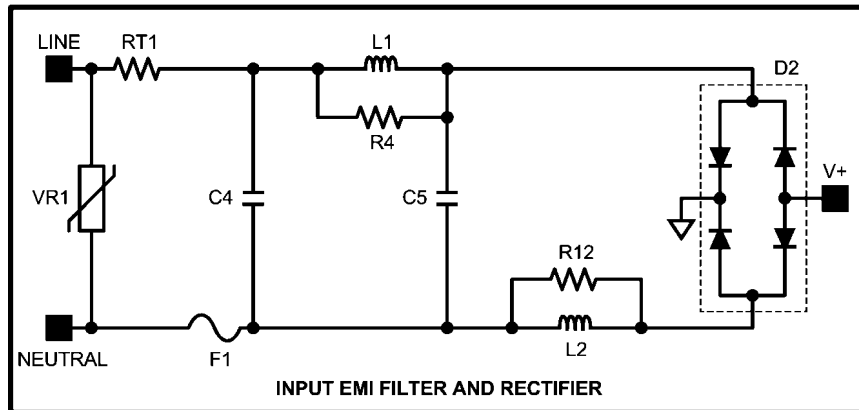 LINE
RT1
L1
D2
R4
VR1
C4
C5
V+
R12
NEUTRAL
F1
L2
INPUT EMI FILTER AND RECTIFIER